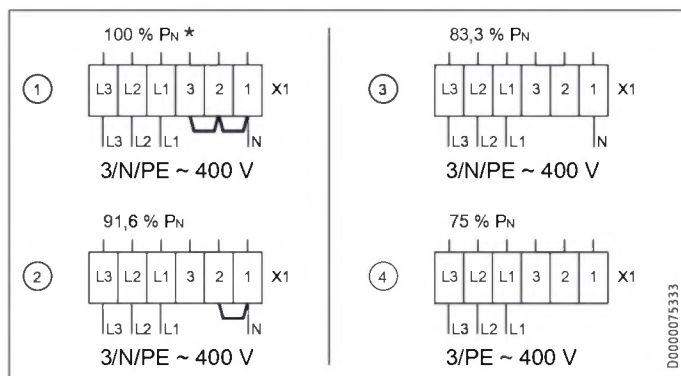 100 % PN *
1 L3 L2 L1 3 2 1 X1
L3 L2 L1 N
3/N/PE ~ 400 V
91,6 % PN
2 L3 L2 L1 3 2 1 X1
L3 L2 L1 N
3/N/PE ~ 400 V
83,3 % PN
3 L3 L2 L1 3 2 1 X1
L3 L2 L1 N
3/N/PE ~ 400 V
75 % PN
4 L3 L2 L1 3 2 1 X1
L3 L2 L1
3/PE ~ 400 V
D0000075333